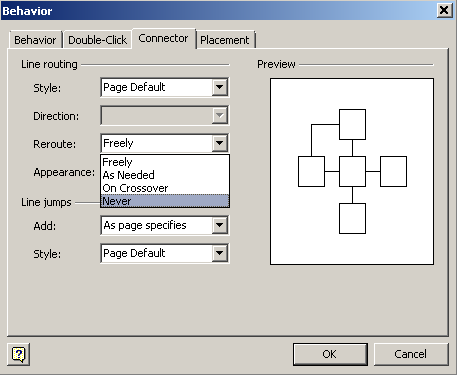 Behavior
Behavior Double-Click Connector Placement
Line routing Preview
Style: Page Default
Direction:
Reroute: Freely
Freely
As Needed
On Crossover
Never
Appearance:
Line jumps
Add: As page specifies
Style: Page Default
OK Cancel